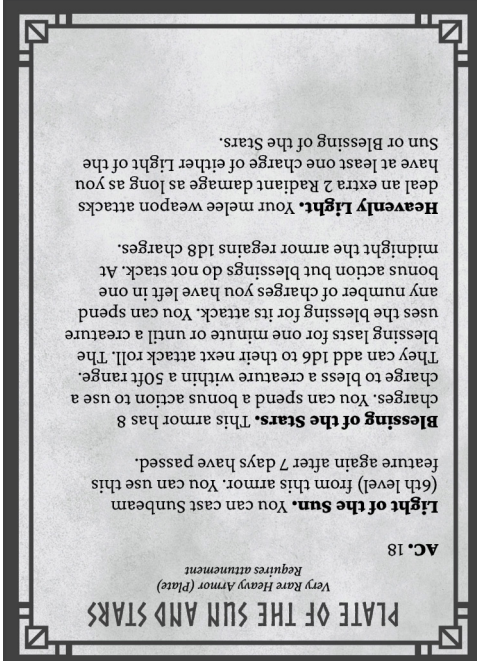 PLATE OF THE SUN AND STARS
Very Rare Heavy Armor (Plate)
Requires attunement
AC. 18
Light of the Sun. You can cast Sunbeam
(6th level) from this armor. You can use this
feature again after 7 days have passed.
Blessing of the Stars. This armor has 8
charges. You can spend a bonus action to use a
charge to bless a creature within a 50ft range.
They can add 1d6 to their next attack roll. The
blessing lasts for one minute or until a creature
uses the blessing for its attack. You can spend
any number of charges you have left in one
bonus action but blessings do not stack. At
midnight the armor regains 1d8 charges.
Heavenly Light. Your melee weapon attacks
deal an extra 2 Radiant damage as long as you
have at least one charge of either Light of the
Sun or Blessing of the Stars.